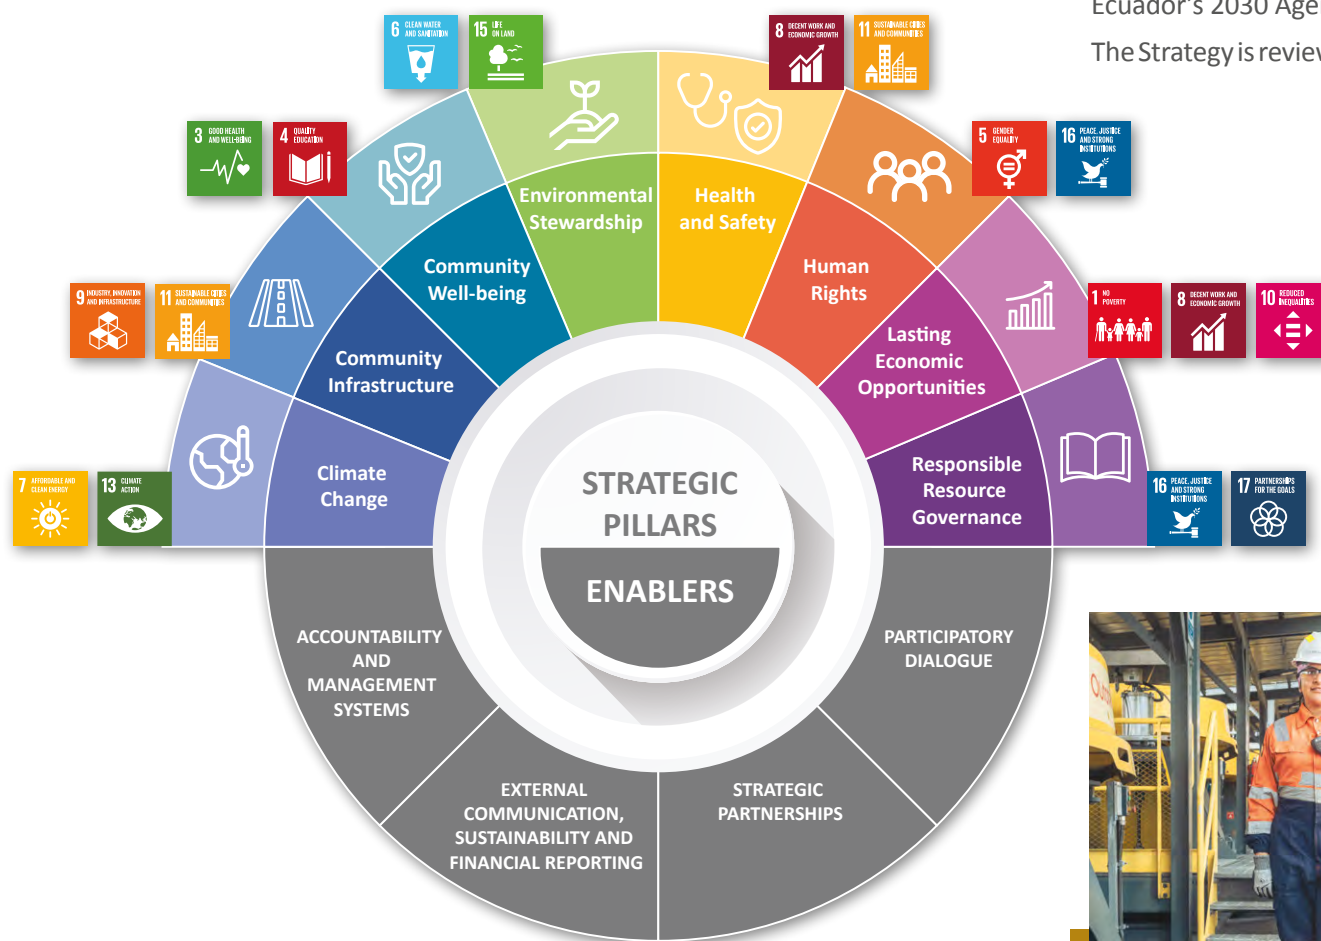 Ecuador's 2030 Agen
The Strategy is review
6 CLEAN WATER
AND SANITATION
15 LIFE
ON LAND
8 DECENT WORK AND
ECONOMIC GROWTH
11 SUSTAINABLE CITIES
AND COMMUNITIES
3 GOOD HEALTH
AND WELL-BEING
4 QUALITY
EDUCATION
5 GENDER
EQUALITY
16 PEACE, JUSTICE
AND STRONG
INSTITUTIONS
9 INDUSTRY, INNOVATION
AND INFRASTRUCTURE
11 SUSTAINABLE CITIES
AND COMMUNITIES
1 NO
POVERTY
8 DECENT WORK AND
ECONOMIC GROWTH
10 REDUCED
INEQUALITIES
7 AFFORDABLE AND
CLEAN ENERGY
13 CLIMATE
ACTION
16 PEACE, JUSTICE
AND STRONG
INSTITUTIONS
17 PARTNERSHIPS
FOR THE GOALS
Climate
Change
Community
Infrastructure
Community
Well-being
Environmental
Stewardship
Health
and Safety
Human
Rights
Lasting
Economic
Opportunities
Responsible
Resource
Governance
STRATEGIC
PILLARS
ENABLERS
ACCOUNTABILITY
AND
MANAGEMENT
SYSTEMS
EXTERNAL
COMMUNICATION,
SUSTAINABILITY AND
FINANCIAL REPORTING
STRATEGIC
PARTNERSHIPS
PARTICIPATORY
DIALOGUE